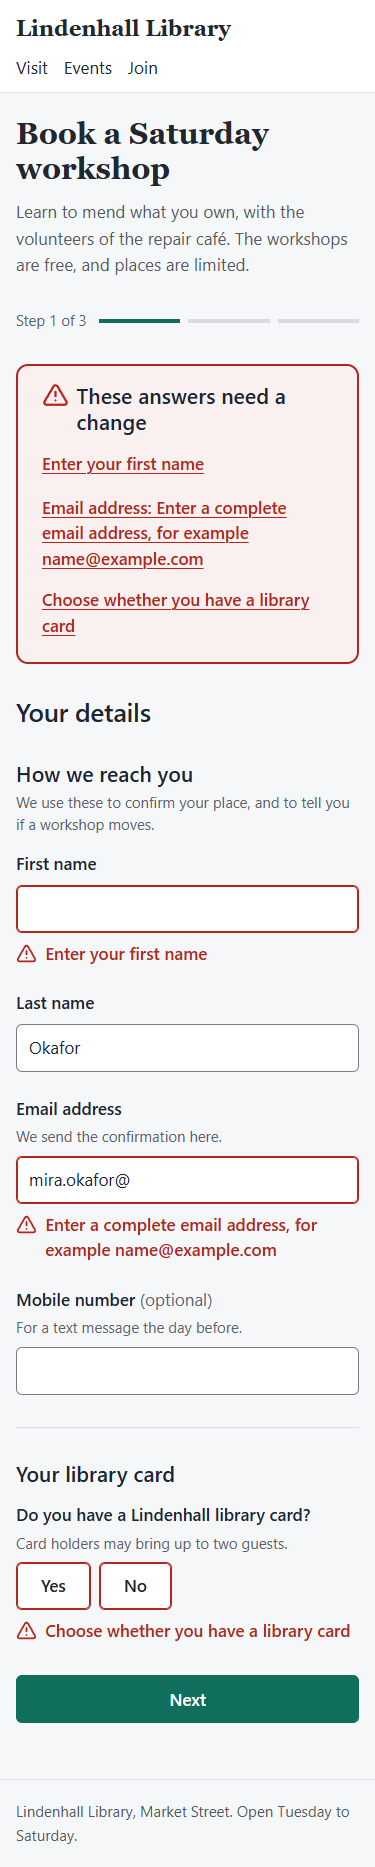 Lindenhall Library
Visit Events Join
Book a Saturday
workshop
Learn to mend what you own, with the
volunteers of the repair café. The workshops
are free, and places are limited.
Step 1 of 3
These answers need a
change
Enter your first name
Email address: Enter a complete
email address, for example
name@example.com
Choose whether you have a library
card
Your details
How we reach you
We use these to confirm your place, and to tell you
if a workshop moves.
First name
Enter your first name
Last name
Okafor
Email address
We send the confirmation here.
mira.okafor@
Enter a complete email address, for
example name@example.com
Mobile number (optional)
For a text message the day before.
Your library card
Do you have a Lindenhall library card?
Card holders may bring up to two guests.
Yes No
Choose whether you have a library card
Next
Lindenhall Library, Market Street. Open Tuesday to
Saturday.